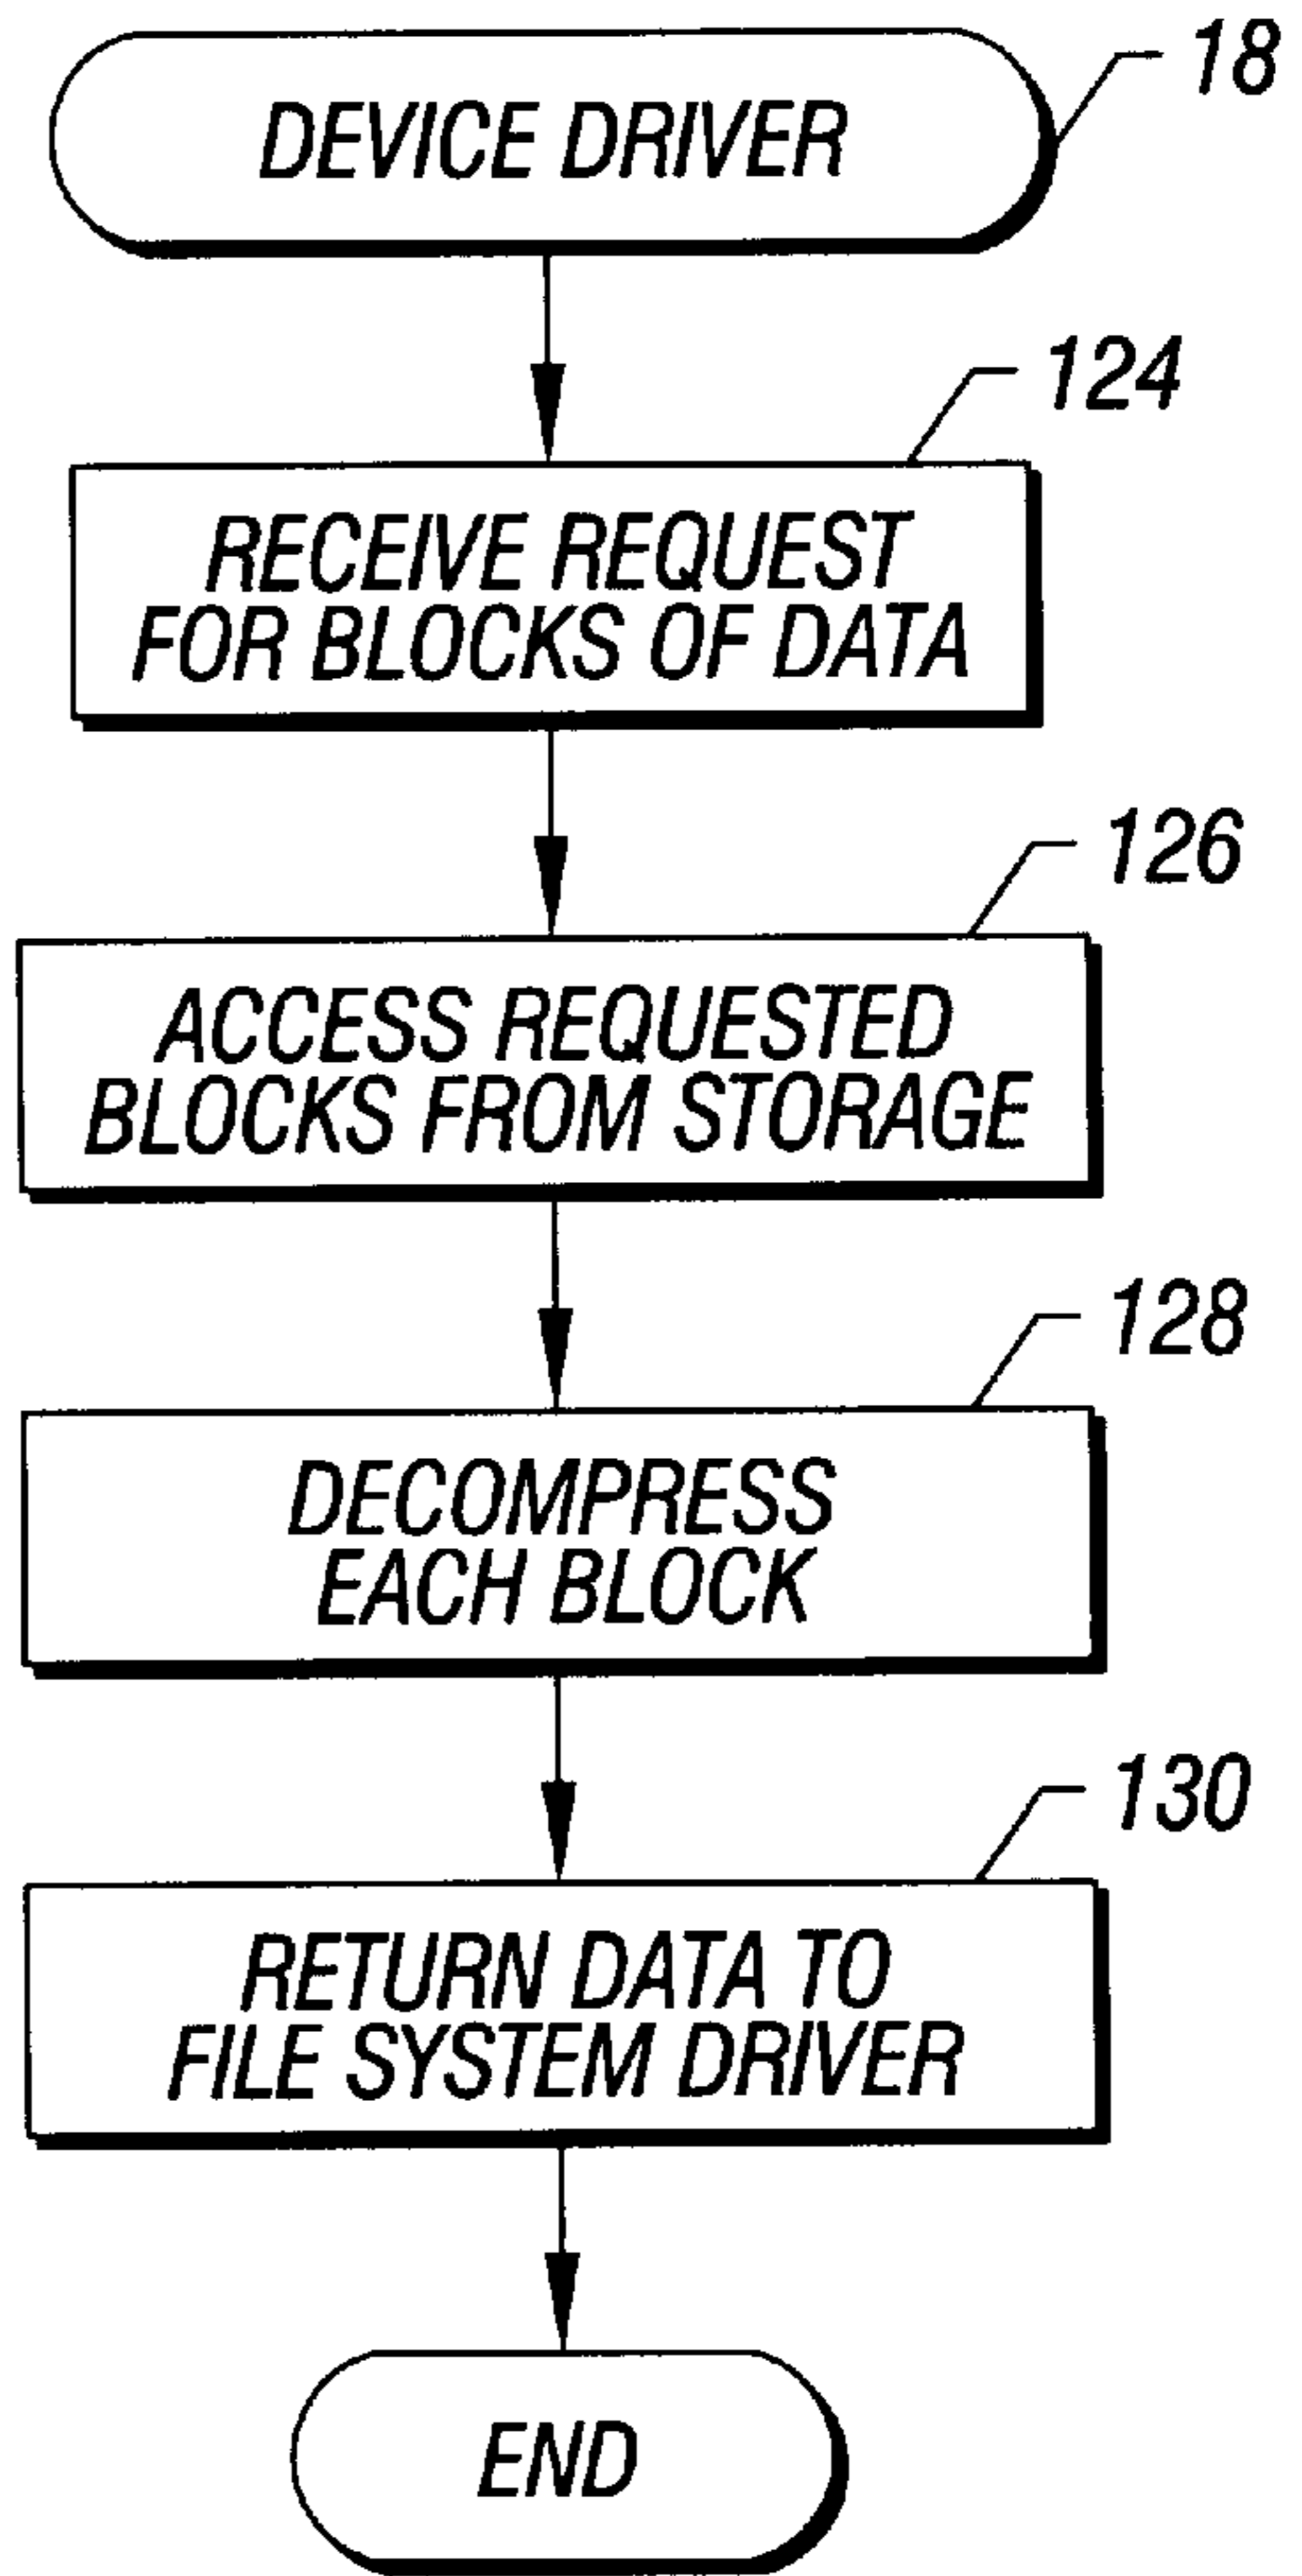 18
DEVICE DRIVER
124
RECEIVE REQUEST
FOR BLOCKS OF DATA
126
ACCESS REQUESTED
BLOCKS FROM STORAGE
128
DECOMPRESS
EACH BLOCK
130
RETURN DATA TO
FILE SYSTEM DRIVER
END